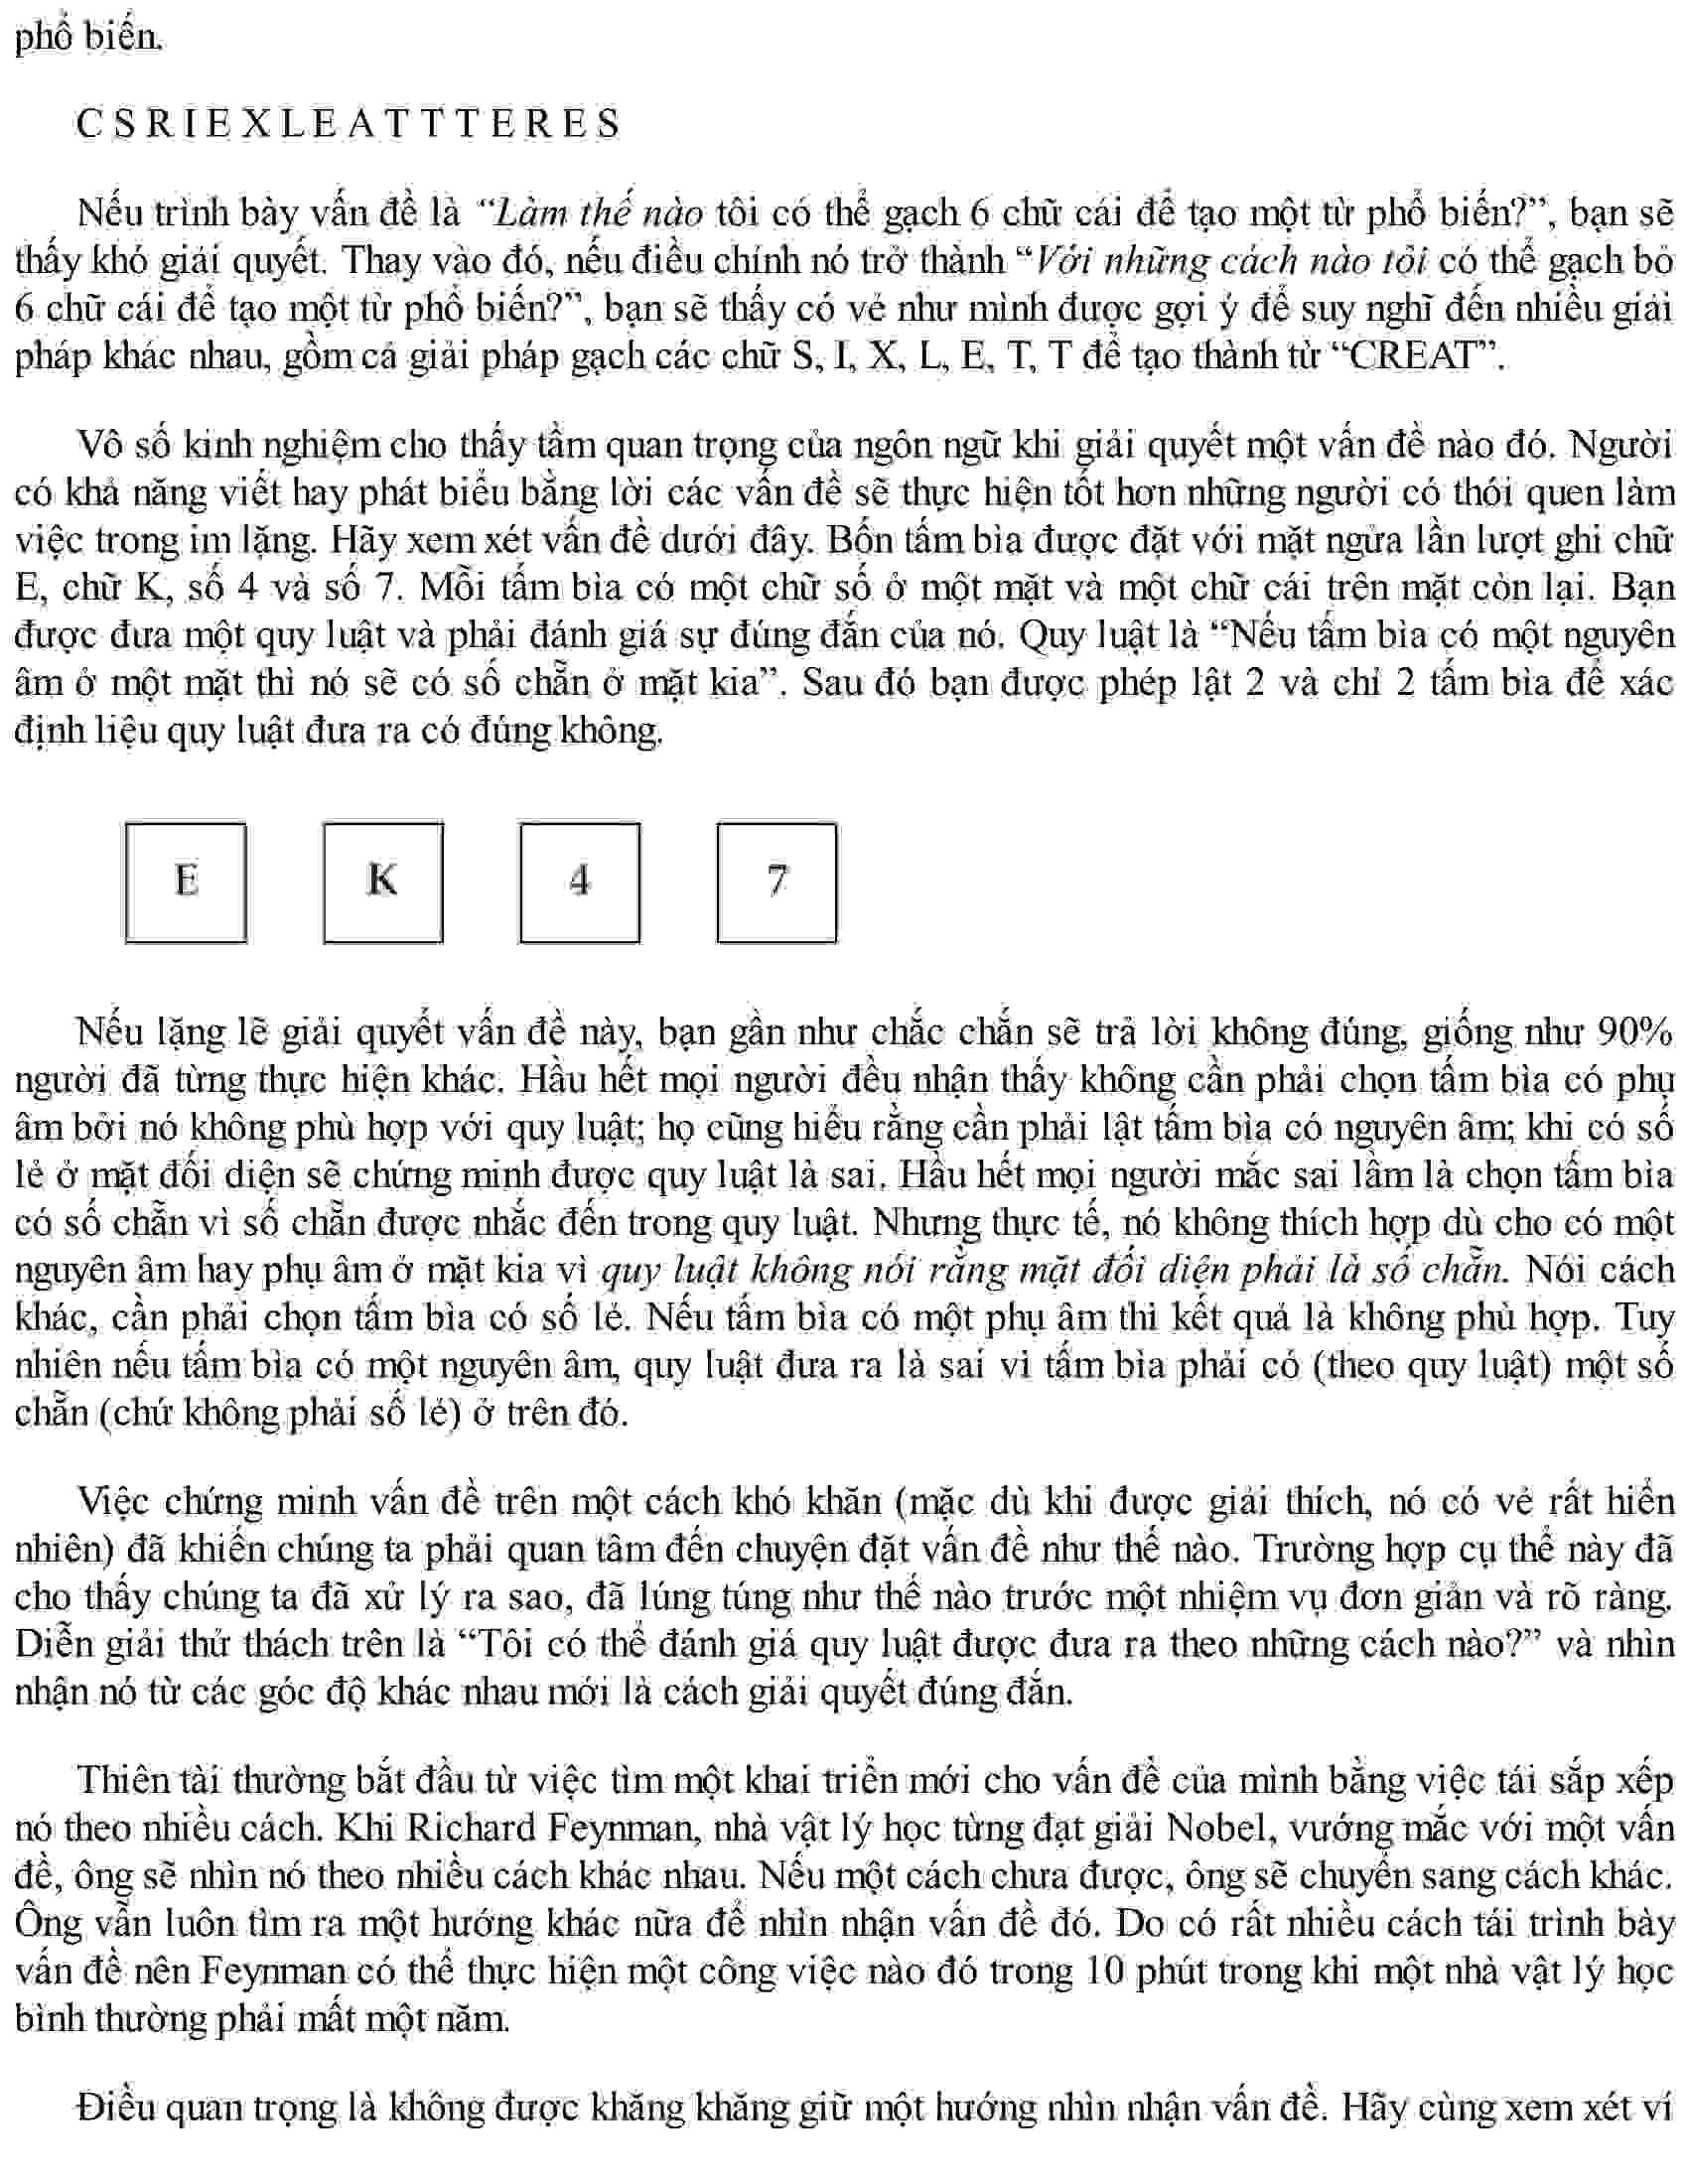 phổ biến.
C S R I E X L E A T T T E R E S
Nếu trình bày vấn đề là “Làm thế nào tôi có thể gạch 6 chữ cái để tạo một từ phổ biến?”, bạn sẽ
thấy khó giải quyết. Thay vào đó, nếu điều chỉnh nó trở thành “Với những cách nào tôi có thể gạch bỏ
6 chữ cái để tạo một từ phổ biến?”, bạn sẽ thấy có vẻ như mình được gợi ý để suy nghĩ đến nhiều giải
pháp khác nhau, gồm cả giải pháp gạch các chữ S, I, X, L, E, T, T để tạo thành từ “CREAT”.
Vô số kinh nghiệm cho thấy tầm quan trọng của ngôn ngữ khi giải quyết một vấn đề nào đó. Người
có khả năng viết hay phát biểu bằng lời các vấn đề sẽ thực hiện tốt hơn những người có thói quen làm
việc trong im lặng. Hãy xem xét vấn đề dưới đây. Bốn tấm bìa được đặt với mặt ngửa lần lượt ghi chữ
E, chữ K, số 4 và số 7. Mỗi tấm bìa có một chữ số ở một mặt và một chữ cái trên mặt còn lại. Bạn
được đưa một quy luật và phải đánh giá sự đúng đắn của nó. Quy luật là “Nếu tấm bìa có một nguyên
âm ở một mặt thì nó sẽ có số chẵn ở mặt kia”. Sau đó bạn được phép lật 2 và chỉ 2 tấm bìa để xác
định liệu quy luật đưa ra có đúng không.
E K 4 7
Nếu lặng lẽ giải quyết vấn đề này, bạn gần như chắc chắn sẽ trả lời không đúng, giống như 90%
người đã từng thực hiện khác. Hầu hết mọi người đều nhận thấy không cần phải chọn tấm bìa có phụ
âm bởi nó không phù hợp với quy luật; họ cũng hiểu rằng cần phải lật tấm bìa có nguyên âm; khi có số
lẻ ở mặt đối diện sẽ chứng minh được quy luật là sai. Hầu hết mọi người mắc sai lầm là chọn tấm bìa
có số chẵn vì số chẵn được nhắc đến trong quy luật. Nhưng thực tế, nó không thích hợp dù cho có một
nguyên âm hay phụ âm ở mặt kia vì quy luật không nói rằng mặt đối diện phải là số chẵn. Nói cách
khác, cần phải chọn tấm bìa có số lẻ. Nếu tấm bìa có một phụ âm thì kết quả là không phù hợp. Tuy
nhiên nếu tấm bìa có một nguyên âm, quy luật đưa ra là sai vì tấm bìa phải có (theo quy luật) một số
chẵn (chứ không phải số lẻ) ở trên đó.
Việc chứng minh vấn đề trên một cách khó khăn (mặc dù khi được giải thích, nó có vẻ rất hiển
nhiên) đã khiến chúng ta phải quan tâm đến chuyện đặt vấn đề như thế nào. Trường hợp cụ thể này đã
cho thấy chúng ta đã xử lý ra sao, đã lúng túng như thế nào trước một nhiệm vụ đơn giản và rõ ràng.
Diễn giải thử thách trên là “Tôi có thể đánh giá quy luật được đưa ra theo những cách nào?” và nhìn
nhận nó từ các góc độ khác nhau mới là cách giải quyết đúng đắn.
Thiên tài thường bắt đầu từ việc tìm một khai triển mới cho vấn đề của mình bằng việc tái sắp xếp
nó theo nhiều cách. Khi Richard Feynman, nhà vật lý học từng đạt giải Nobel, vướng mắc với một vấn
đề, ông sẽ nhìn nó theo nhiều cách khác nhau. Nếu một cách chưa được, ông sẽ chuyển sang cách khác.
Ông vẫn luôn tìm ra một hướng khác nữa để nhìn nhận vấn đề đó. Do có rất nhiều cách tái trình bày
vấn đề nên Feynman có thể thực hiện một công việc nào đó trong 10 phút trong khi một nhà vật lý học
bình thường phải mất một năm.
Điều quan trọng là không được khăng khăng giữ một hướng nhìn nhận vấn đề. Hãy cùng xem xét ví